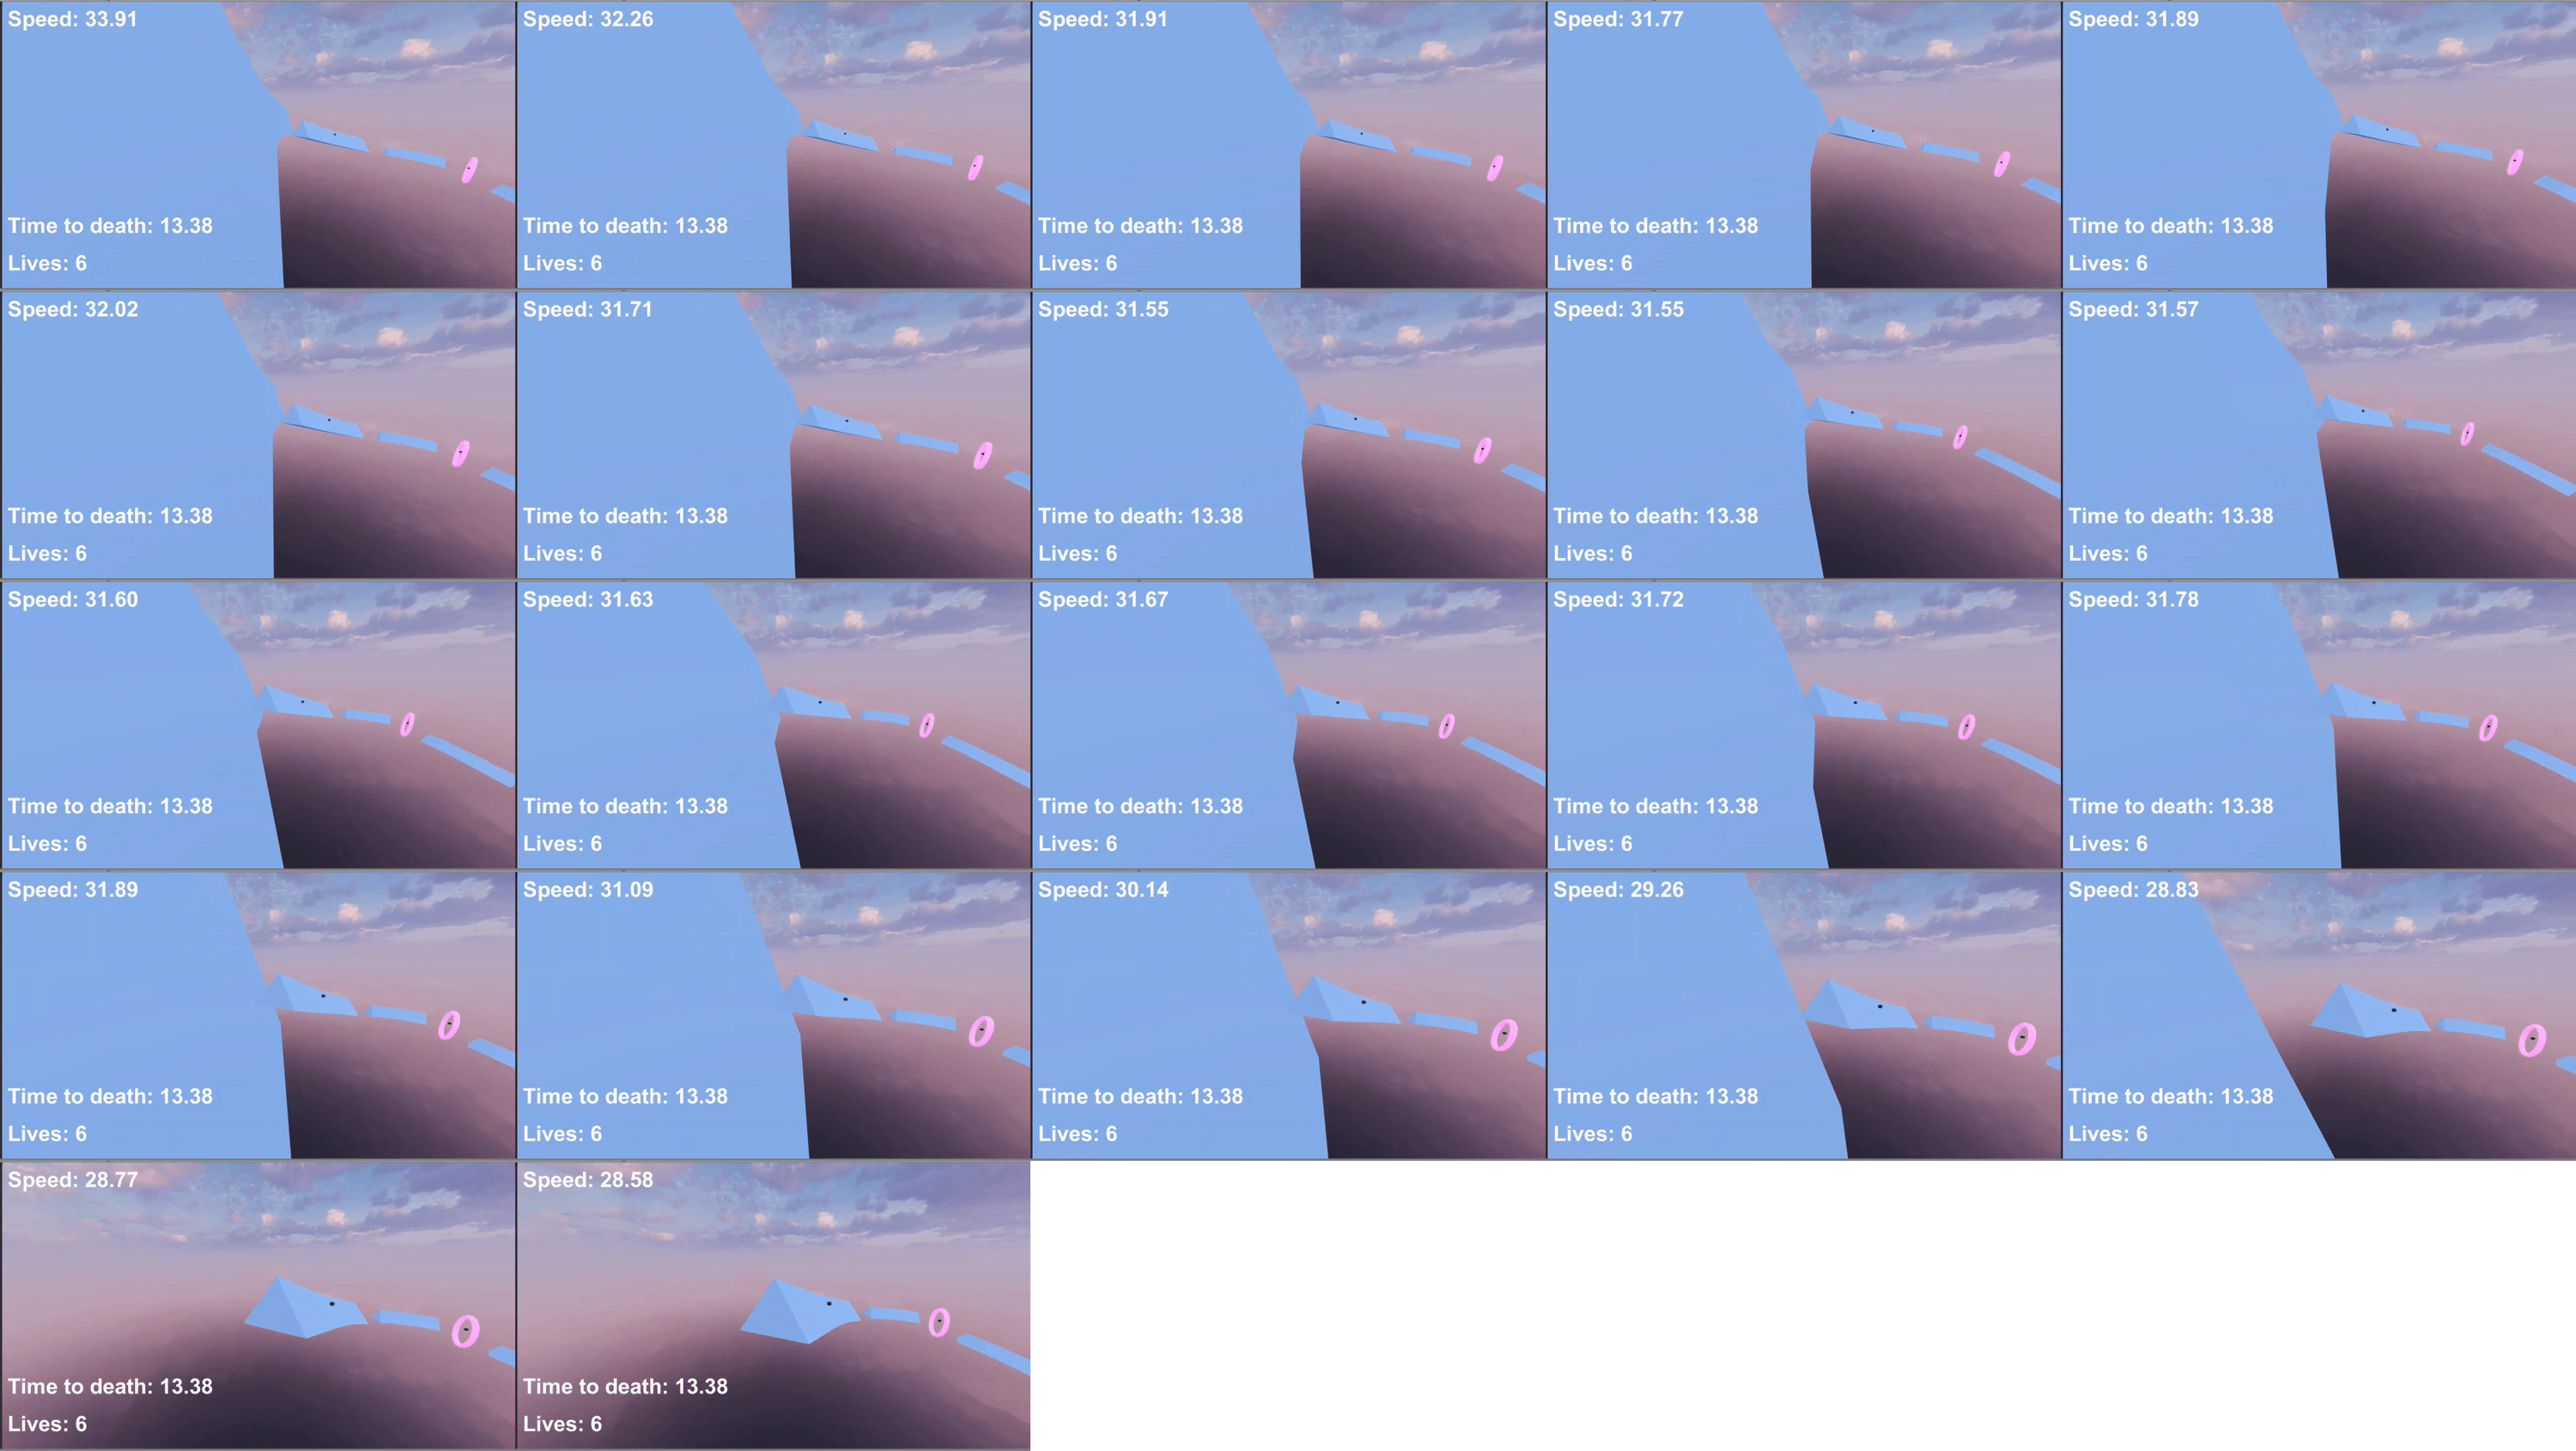 Speed: 33.91
Time to death: 13.38
Lives: 6
Speed: 32.26
Time to death: 13.38
Lives: 6
Speed: 31.91
Time to death: 13.38
Lives: 6
Speed: 31.77
Time to death: 13.38
Lives: 6
Speed: 31.89
Time to death: 13.38
Lives: 6
Speed: 32.02
Time to death: 13.38
Lives: 6
Speed: 31.71
Time to death: 13.38
Lives: 6
Speed: 31.55
Time to death: 13.38
Lives: 6
Speed: 31.55
Time to death: 13.38
Lives: 6
Speed: 31.57
Time to death: 13.38
Lives: 6
Speed: 31.60
Time to death: 13.38
Lives: 6
Speed: 31.63
Time to death: 13.38
Lives: 6
Speed: 31.67
Time to death: 13.38
Lives: 6
Speed: 31.72
Time to death: 13.38
Lives: 6
Speed: 31.78
Time to death: 13.38
Lives: 6
Speed: 31.89
Time to death: 13.38
Lives: 6
Speed: 31.09
Time to death: 13.38
Lives: 6
Speed: 30.14
Time to death: 13.38
Lives: 6
Speed: 29.26
Time to death: 13.38
Lives: 6
Speed: 28.83
Time to death: 13.38
Lives: 6
Speed: 28.77
Time to death: 13.38
Lives: 6
Speed: 28.58
Time to death: 13.38
Lives: 6